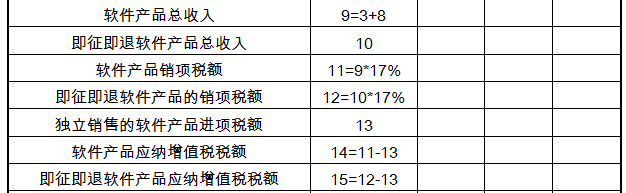 软件产品总收入 9=3+8
即征即退软件产品总收入 10
软件产品销项税额 11=9*17%
即征即退软件产品的销项税额 12=10*17%
独立销售的软件产品进项税额 13
软件产品应纳增值税税额 14=11-13
即征即退软件产品应纳增值税税额 15=12-13